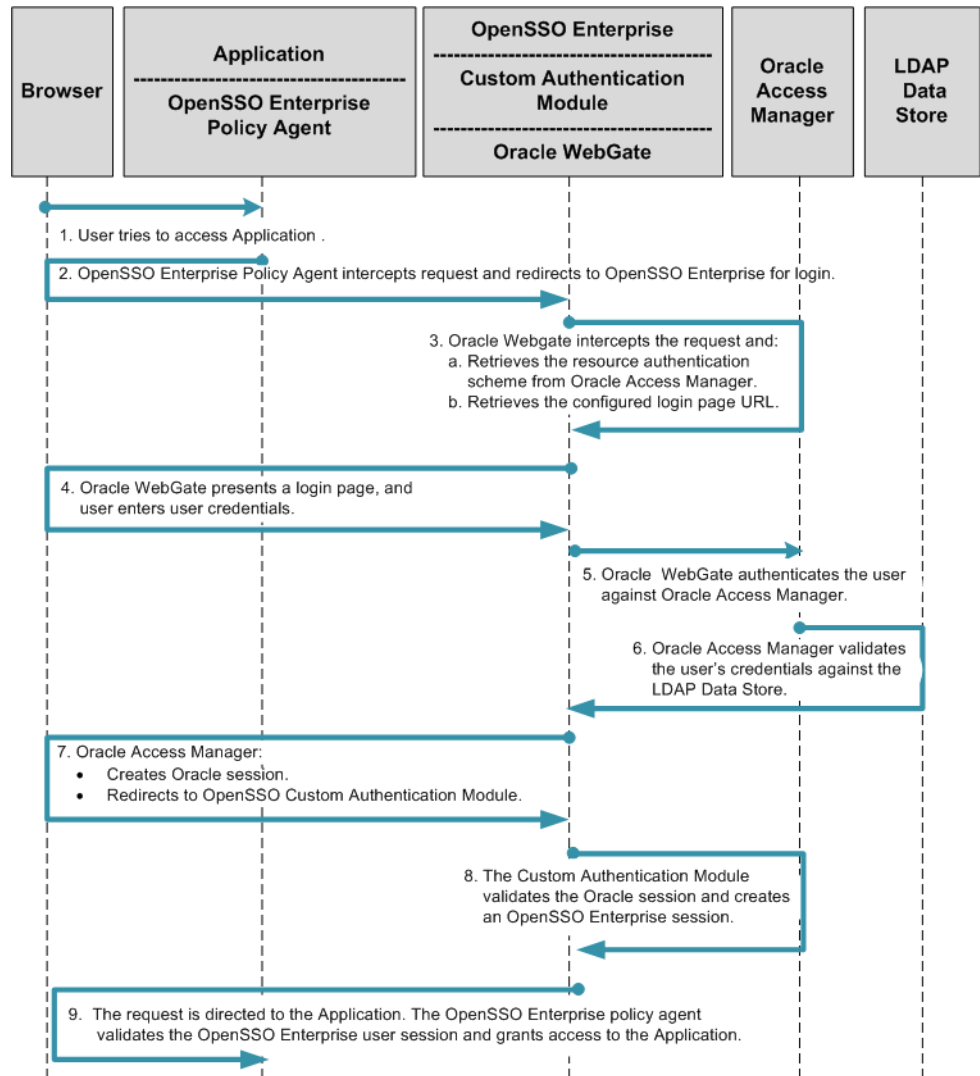 Browser
Application
OpenSSO Enterprise
Policy Agent
OpenSSO Enterprise
Custom Authentication
Module
Oracle WebGate
Oracle
Access
Manager
LDAP
Data
Store
1. User tries to access Application .
2. OpenSSO Enterprise Policy Agent intercepts request and redirects to OpenSSO Enterprise for login.
3. Oracle Webgate intercepts the request and:
a. Retrieves the resource authentication
scheme from Oracle Access Manager.
b. Retrieves the configured login page URL.
4. Oracle WebGate presents a login page, and
user enters user credentials.
5. Oracle WebGate authenticates the user
against Oracle Access Manager.
6. Oracle Access Manager validates
the user's credentials against the
LDAP Data Store.
7. Oracle Access Manager:
• Creates Oracle session.
• Redirects to OpenSSO Custom Authentication Module.
8. The Custom Authentication Module
validates the Oracle session and creates
an OpenSSO Enterprise session.
9. The request is directed to the Application. The OpenSSO Enterprise policy agent
validates the OpenSSO Enterprise user session and grants access to the Application.